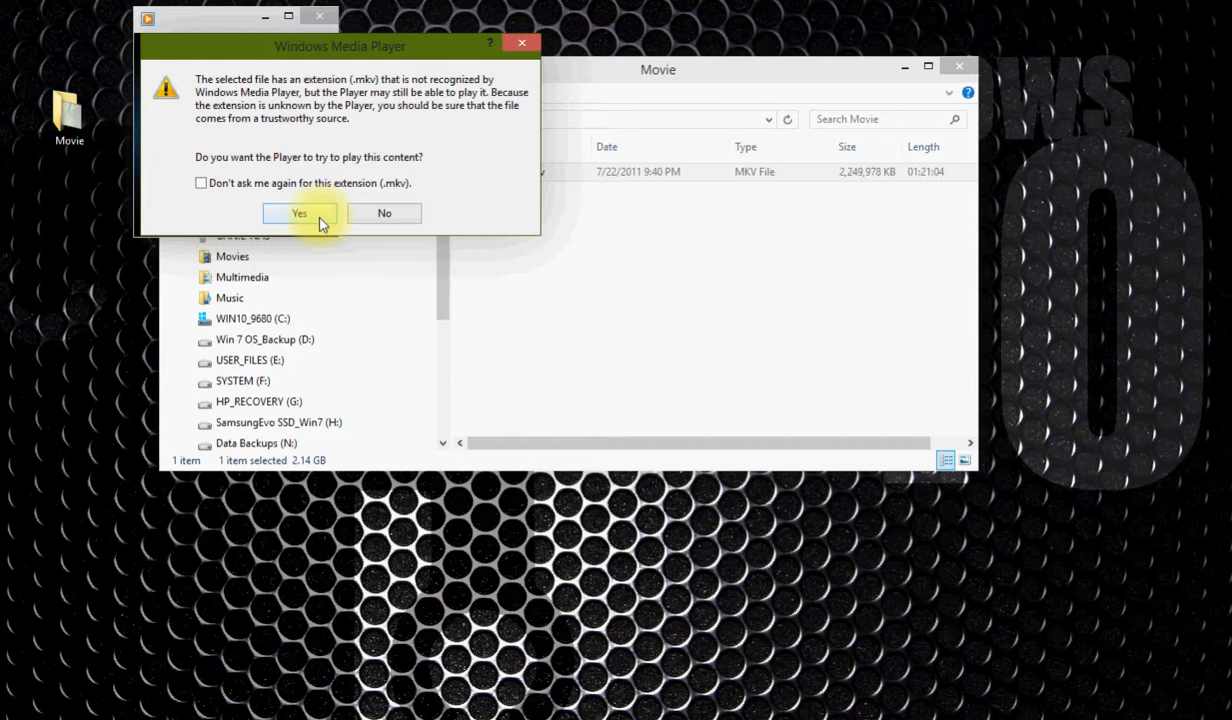 Windows Media Player
?
The selected file has an extension (.mkv) that is not recognized by
Windows Media Player, but the Player may still be able to play it. Because
the extension is unknown by the Player, you should be sure that the file
comes from a trustworthy source.
Do you want the Player to try to play this content?
Don't ask me again for this extension (.mkv).
Yes
No
Movie
Movie
Search Movie
Date
Type
Size
Length
7/22/2011 9:40 PM
MKV File
2,249,978 KB
01:21:04
Movies
Multimedia
Music
WIN10_9680 (C:)
Win 7 OS_Backup (D:)
USER_FILES (E:)
SYSTEM (F:)
HP_RECOVERY (G:)
SamsungEvo SSD_Win7 (H:)
Data Backups (N:)
1 item
1 item selected 2.14 GB